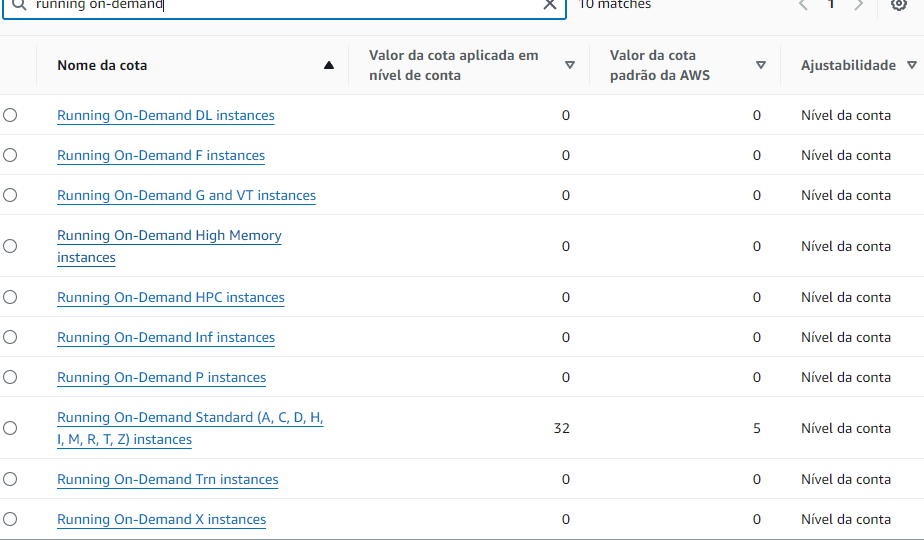 running on-demand
10 matches
1
Nome da cota
Valor da cota aplicada em
nível de conta
Valor da cota
padrão da AWS
Ajustabilidade
Running On-Demand DL instances 0 0 Nível da conta
Running On-Demand F instances 0 0 Nível da conta
Running On-Demand G and VT instances 0 0 Nível da conta
Running On-Demand High Memory
instances 0 0 Nível da conta
Running On-Demand HPC instances 0 0 Nível da conta
Running On-Demand Inf instances 0 0 Nível da conta
Running On-Demand P instances 0 0 Nível da conta
Running On-Demand Standard (A, C, D, H,
I, M, R, T, Z) instances 32 5 Nível da conta
Running On-Demand Trn instances 0 0 Nível da conta
Running On-Demand X instances 0 0 Nível da conta